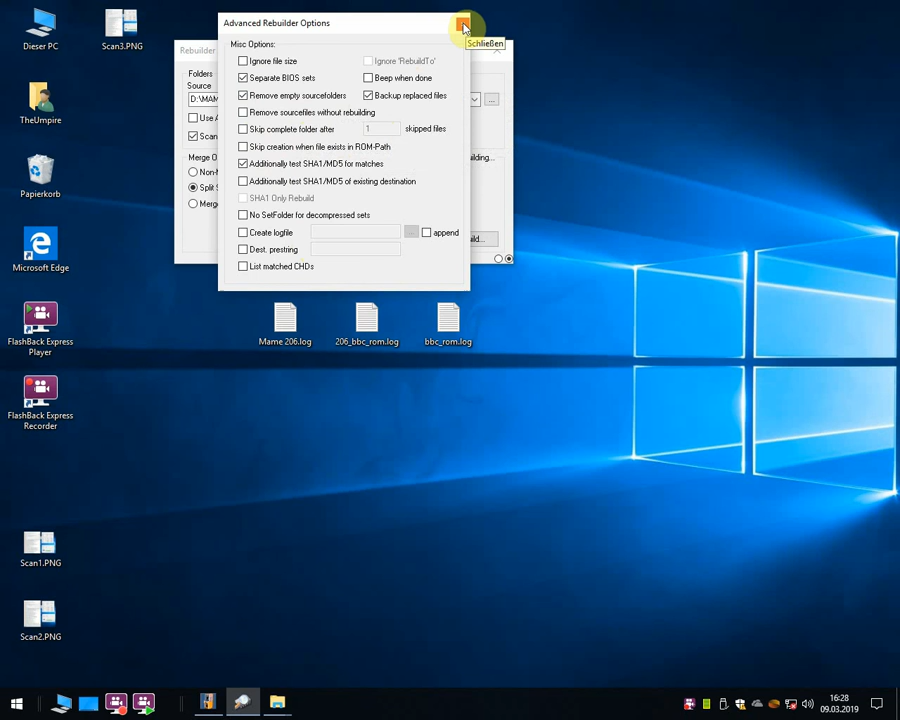 Dieser PC
Scan3.PNG
TheUmpire
Papierkorb
Microsoft Edge
FlashBack Express
Player
FlashBack Express
Recorder
Scan1.PNG
Scan2.PNG
Rebuilder
Folders
Source
D:\MAM
Use A
Scan
Merge O
Split S
Merge
...
Advanced Rebuilder Options
Schließen
Misc Options:
Ignore file size
Ignore 'RebuildTo'
Separate BIOS sets
Beep when done
Remove empty sourcefolders
Backup replaced files
Remove sourcefiles without rebuilding
Skip complete folder after 1 skipped files
Skip creation when file exists in ROM-Path
Additionally test SHA1/MD5 for matches
Additionally test SHA1/MD5 of existing destination
SHA1 Only Rebuild
No SetFolder for decompressed sets
Create logfile ... append
Dest. prestring
List matched CHDs
Mame 206.log
206_bbc_rom.log
bbc_rom.log
16:28
09.03.2019